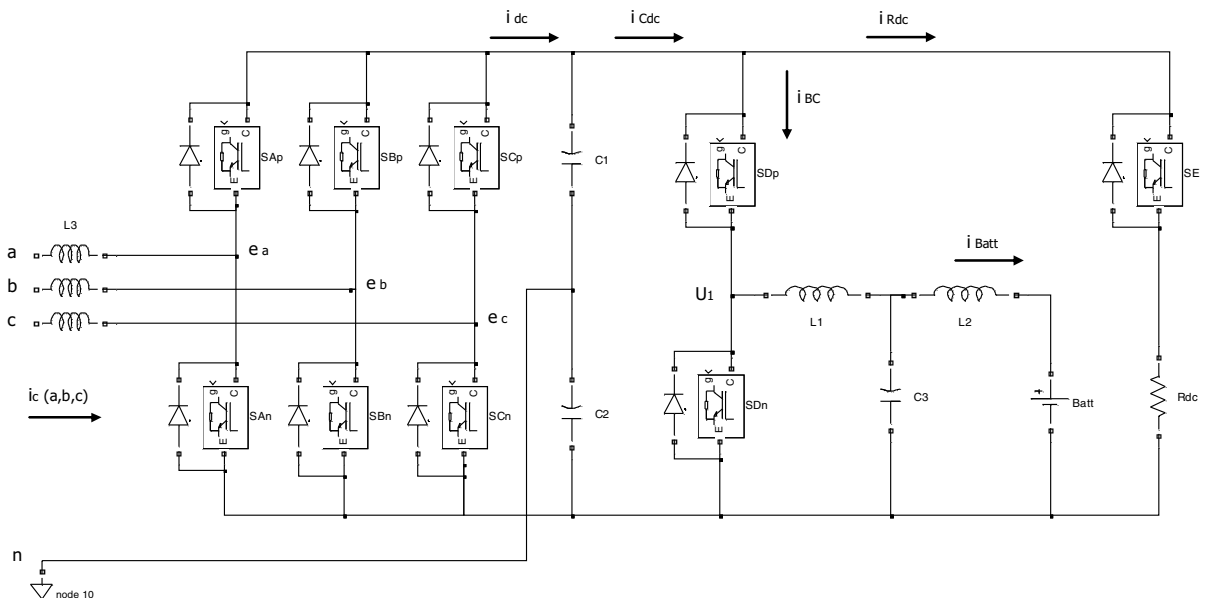 i dc
i Cdc
i Rdc
i BC
g C
E
SAp
g C
E
SBp
g C
E
SCp
C1
g C
E
SDp
g C
E
SE
L3
a
e a
b
e b
c
e c
U1
L1
i Batt
L2
ic (a,b,c)
g C
E
SAn
g C
E
SBn
g C
E
SCn
C2
g C
E
SDn
C3
+
Batt
Rdc
n
node 10